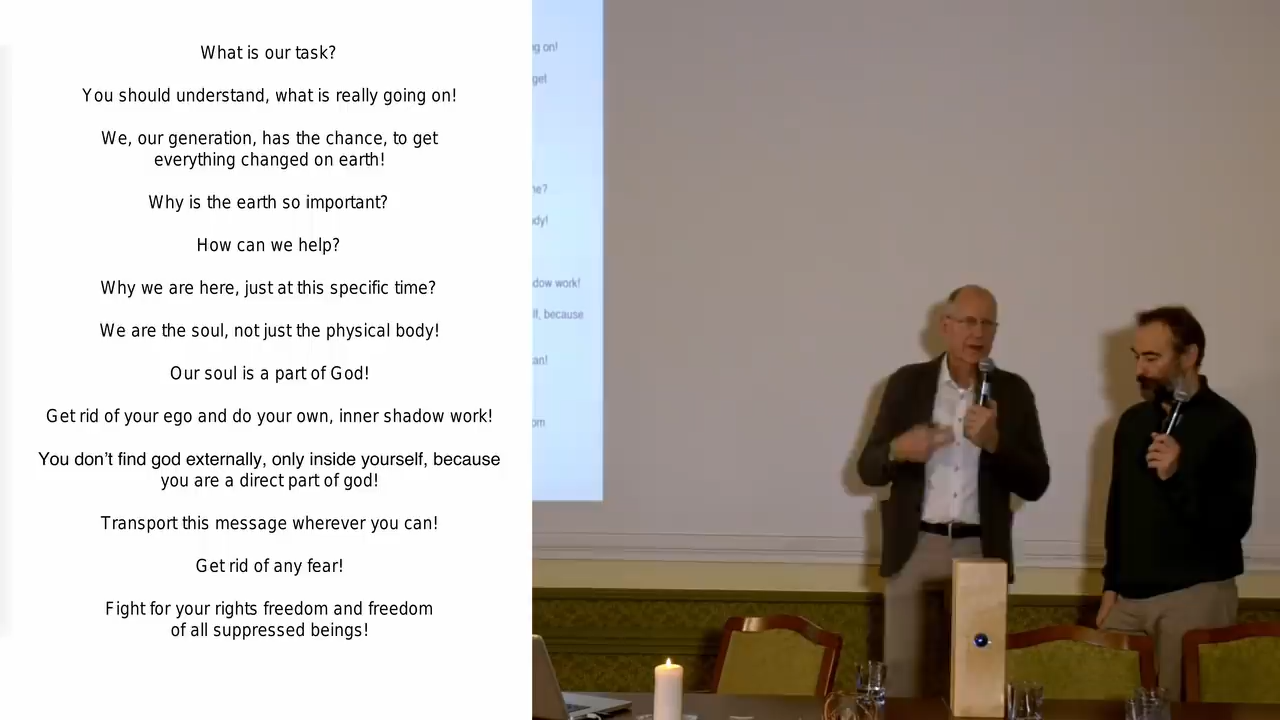 What is our task?
You should understand, what is really going on!
We, our generation, has the chance, to get
everything changed on earth!
Why is the earth so important?
How can we help?
Why we are here, just at this specific time?
We are the soul, not just the physical body!
Our soul is a part of God!
Get rid of your ego and do your own, inner shadow work!
You don’t find god externally, only inside yourself, because
you are a direct part of god!
Transport this message wherever you can!
Get rid of any fear!
Fight for your rights freedom and freedom
of all suppressed beings!
on!
get
work!
because